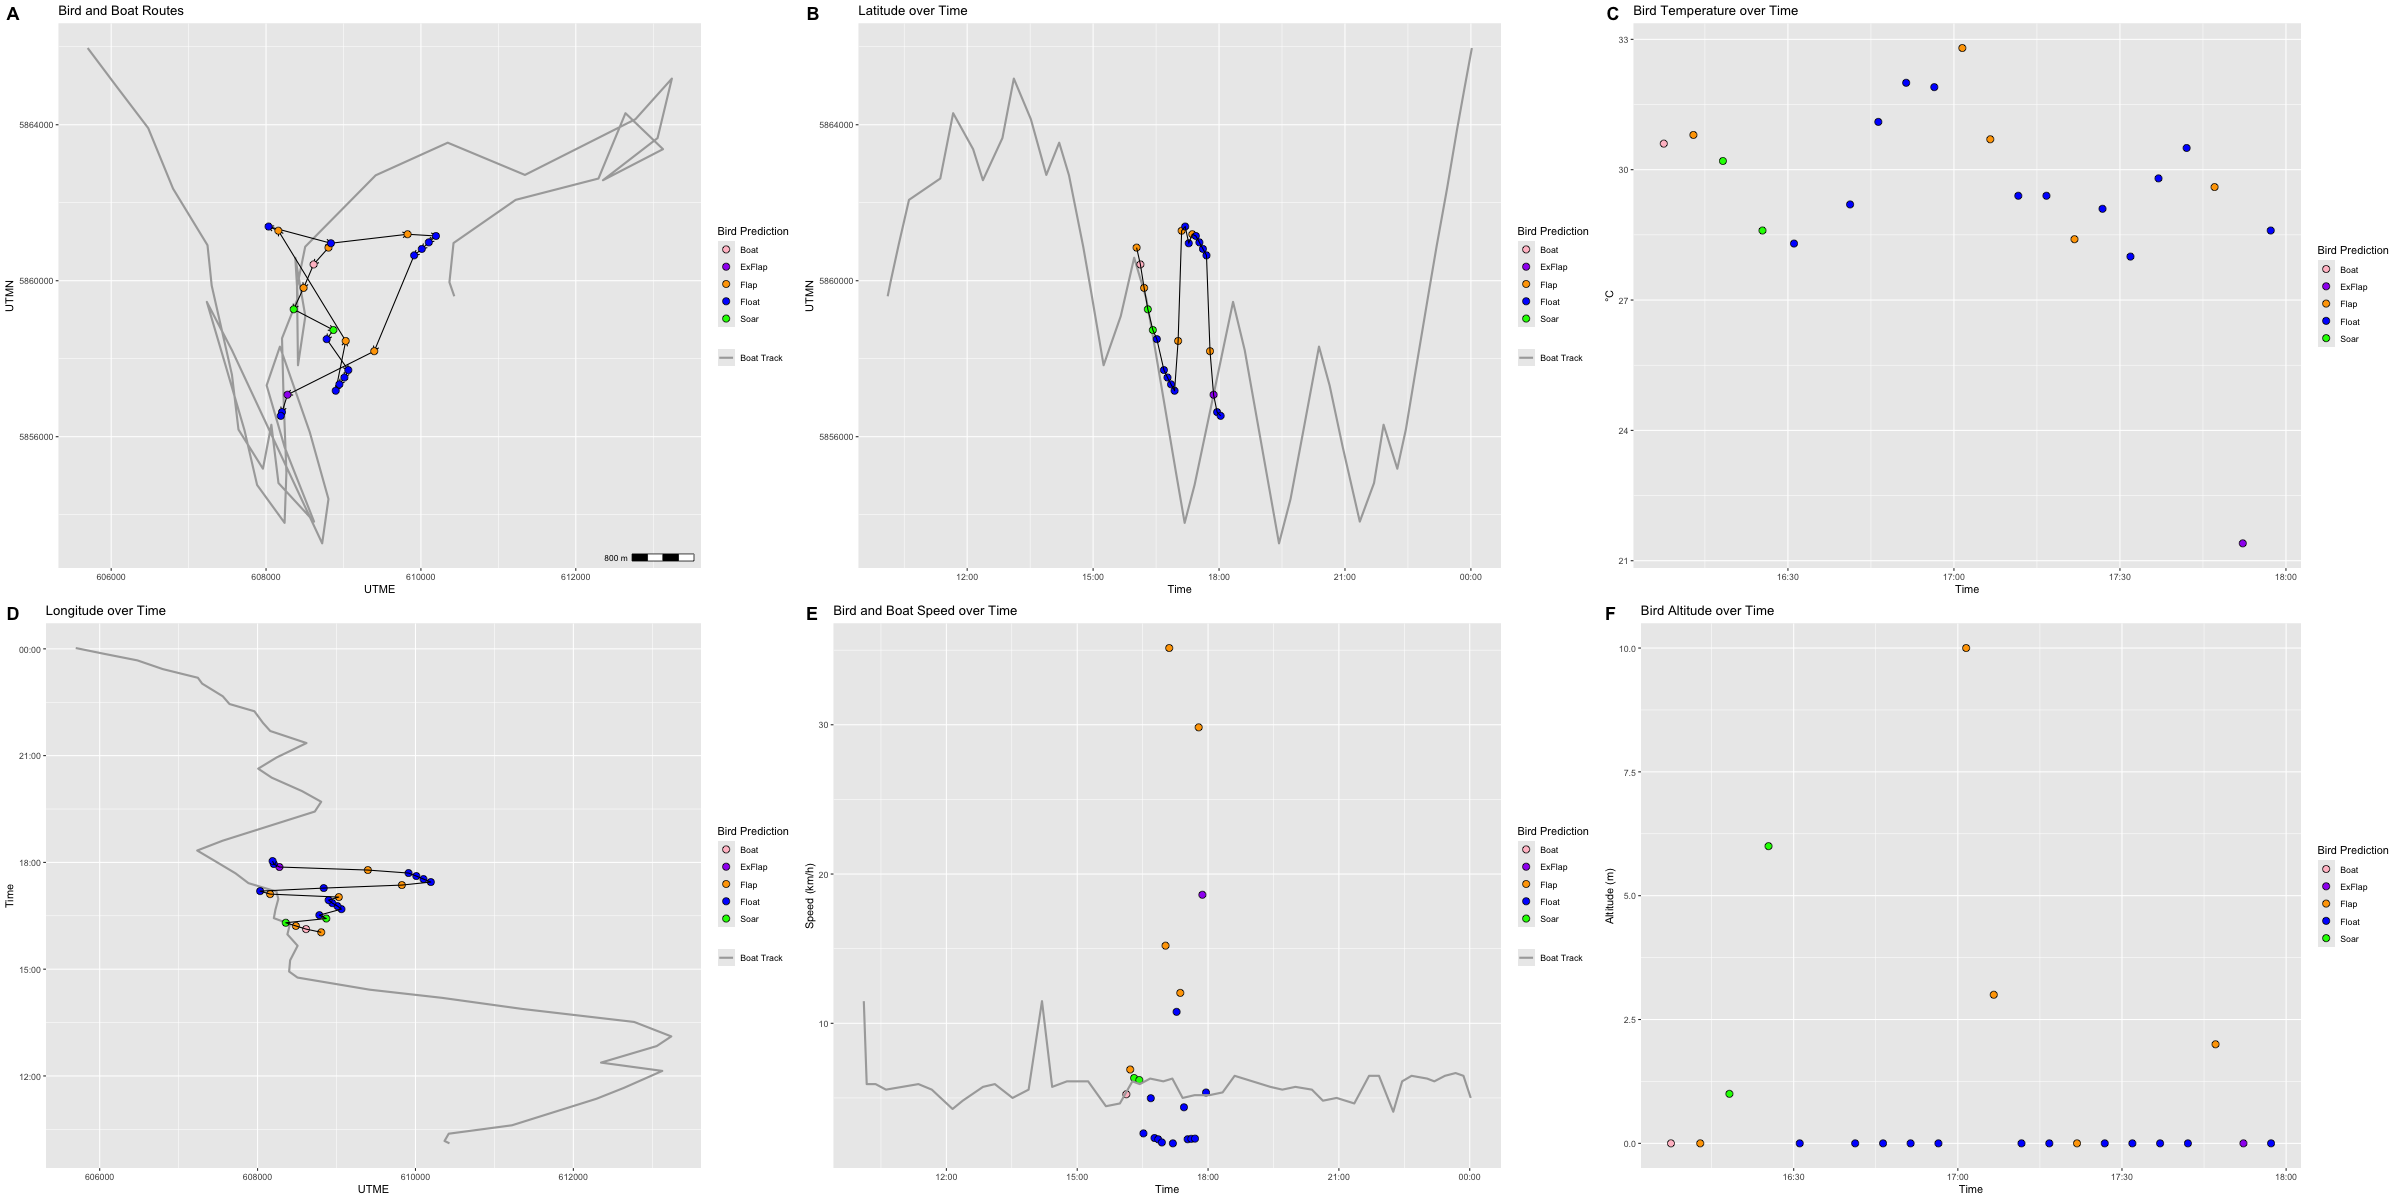 A
Bird and Boat Routes
UTMN
5864000
5860000
5856000
606000
608000
610000
612000
UTME
800 m
Bird Prediction
Boat
ExFlap
Flap
Float
Soar
Boat Track
B
Latitude over Time
UTMN
5864000
5860000
5856000
12:00
15:00
18:00
21:00
00:00
Time
Bird Prediction
Boat
ExFlap
Flap
Float
Soar
Boat Track
C
Bird Temperature over Time
°C
33
30
27
24
21
16:30
17:00
17:30
18:00
Time
Bird Prediction
Boat
ExFlap
Flap
Float
Soar
D
Longitude over Time
Time
00:00
21:00
18:00
15:00
12:00
606000
608000
610000
612000
UTME
Bird Prediction
Boat
ExFlap
Flap
Float
Soar
Boat Track
E
Bird and Boat Speed over Time
Speed (km/h)
30
20
10
12:00
15:00
18:00
21:00
00:00
Time
Bird Prediction
Boat
ExFlap
Flap
Float
Soar
Boat Track
F
Bird Altitude over Time
Altitude (m)
10.0
7.5
5.0
2.5
0.0
16:30
17:00
17:30
18:00
Time
Bird Prediction
Boat
ExFlap
Flap
Float
Soar